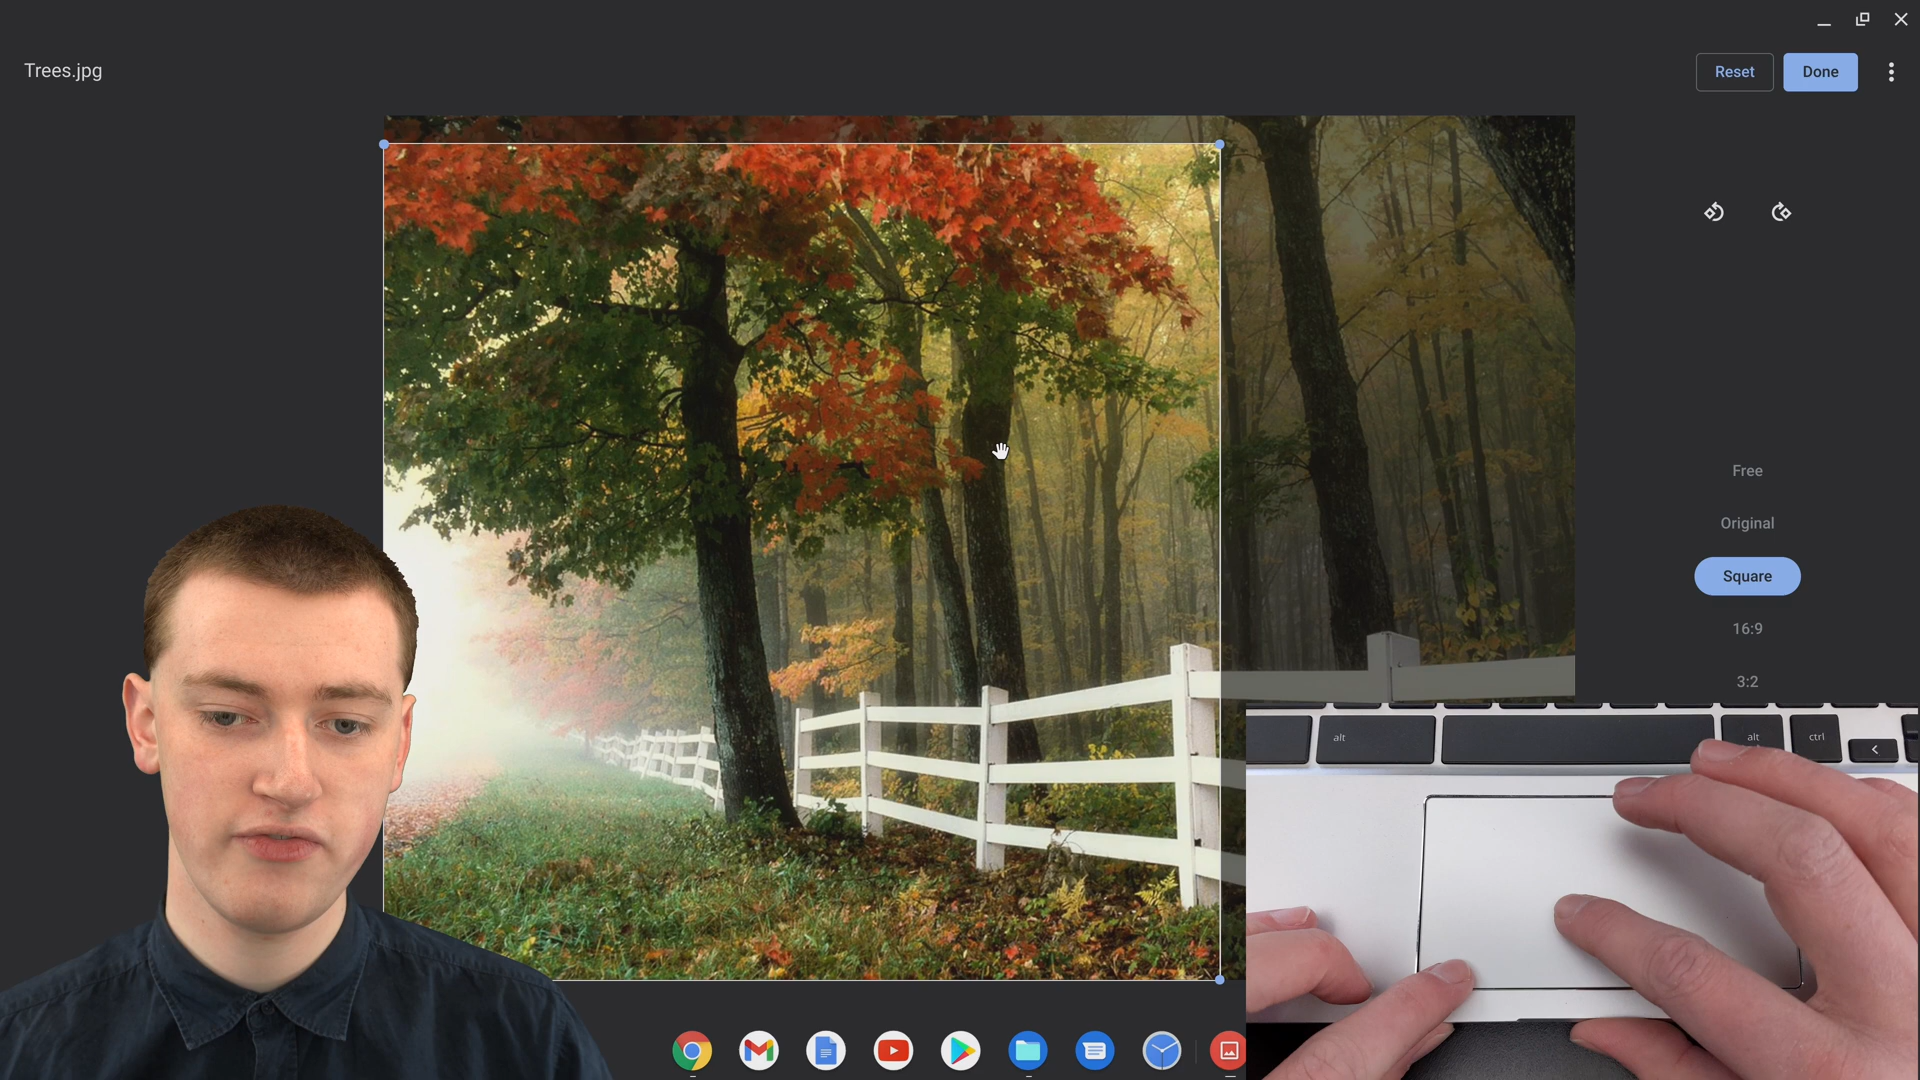 Trees.jpg
Reset
Done
Free
Original
Square
16:9
3:2
alt
alt
ctrl
<